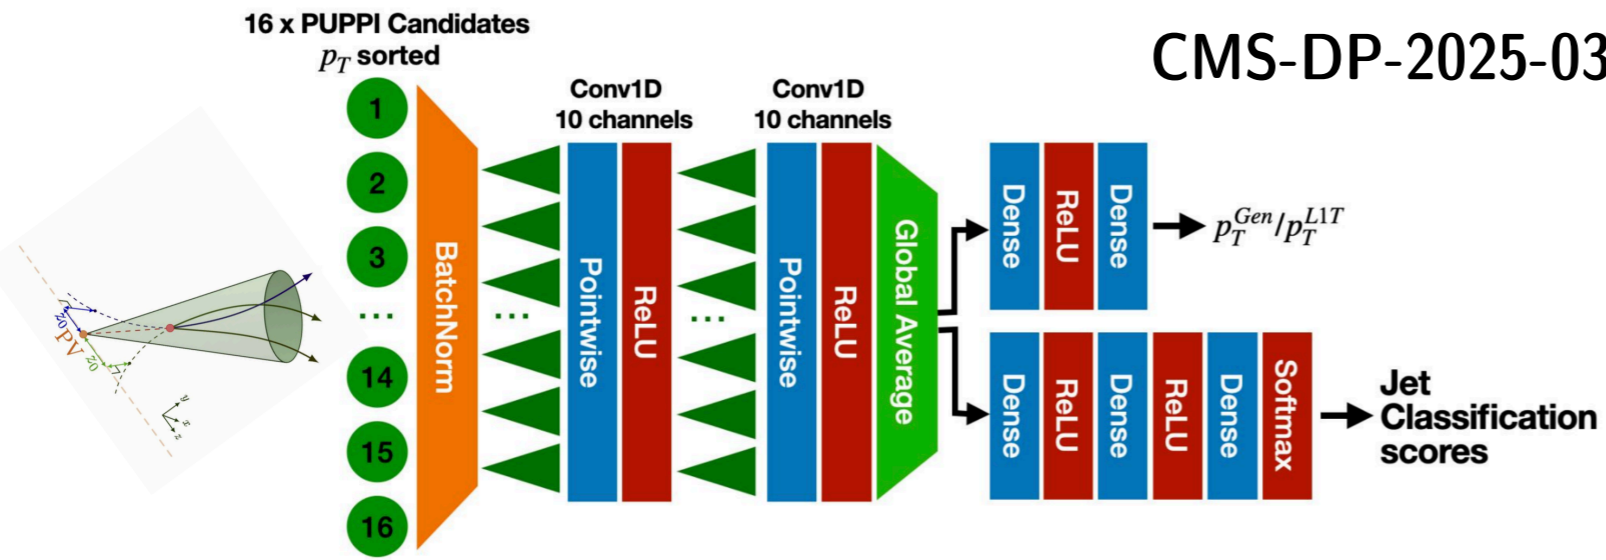 16 x PUPPI Candidates
p_T sorted
CMS-DP-2025-03
1
2
3
...
14
15
16
z0
PV
z0
y
x
z
BatchNorm
...
Conv1D
10 channels
Pointwise
ReLU
...
Conv1D
10 channels
Pointwise
ReLU
Global Average
Dense
ReLU
Dense
p_T^{Gen}/p_T^{L1T}
Dense
ReLU
Dense
ReLU
Dense
Softmax
Jet
Classification
scores